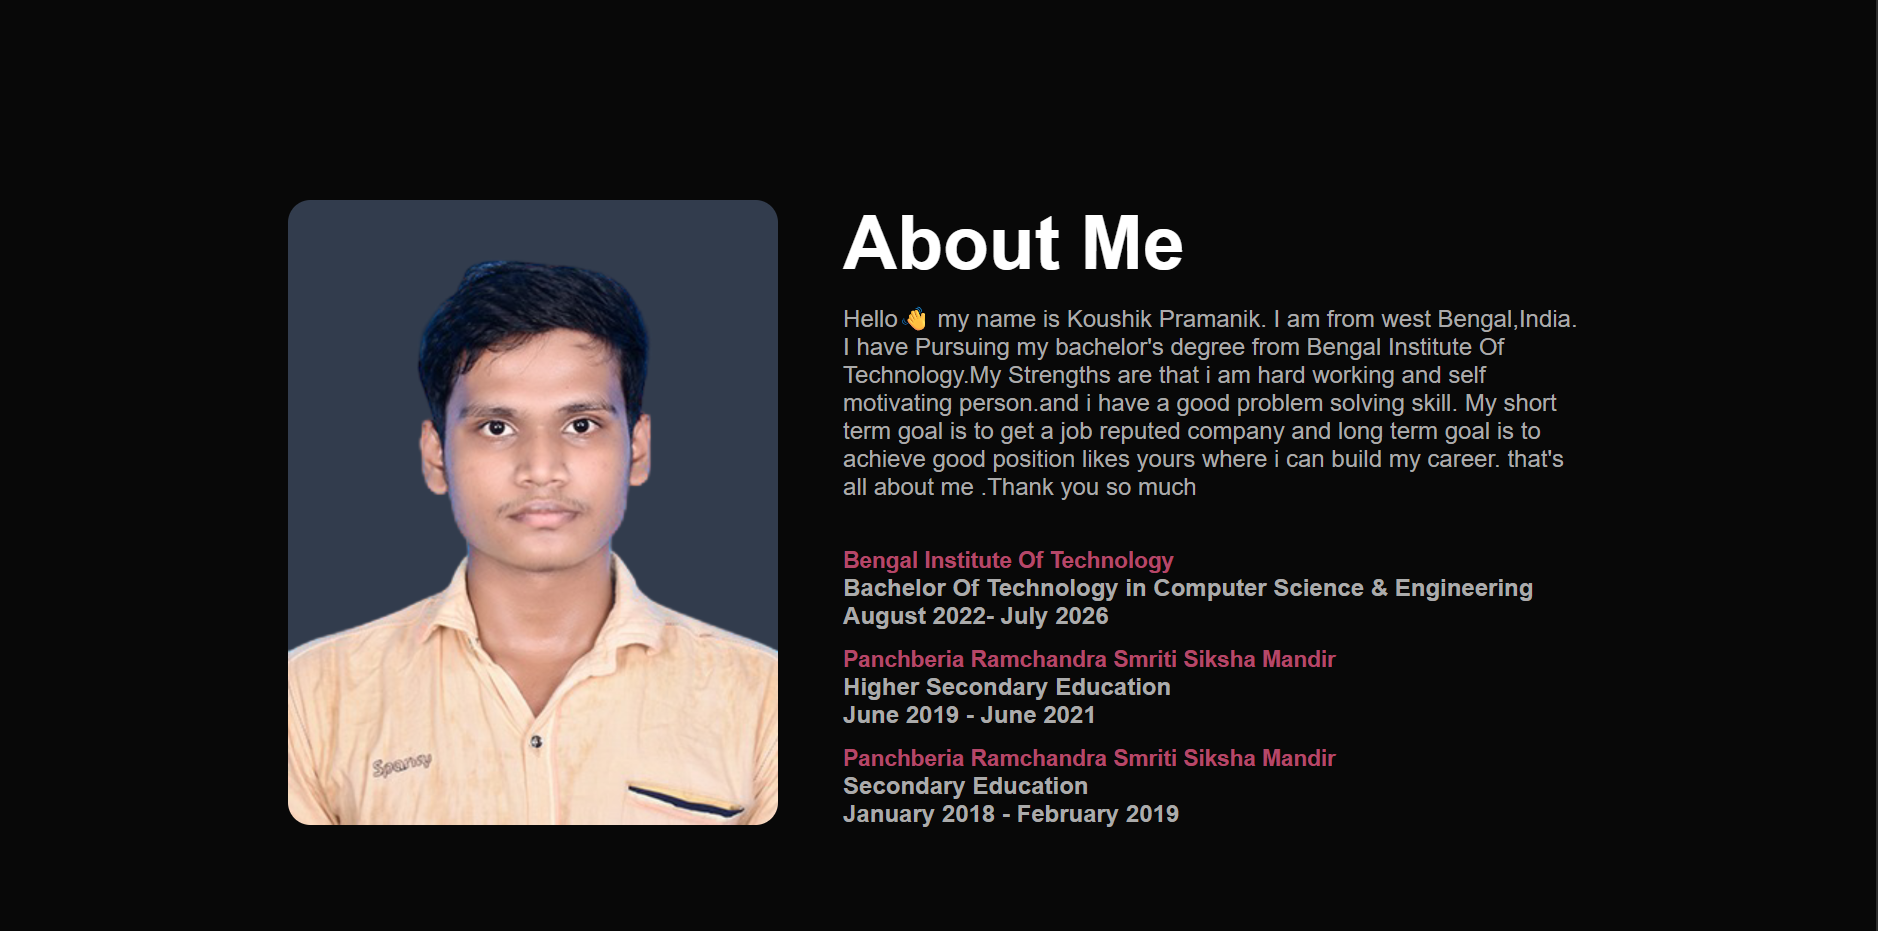 About Me
Hello👋 my name is Koushik Pramanik. I am from west Bengal,India.
I have Pursuing my bachelor's degree from Bengal Institute Of
Technology.My Strengths are that i am hard working and self
motivating person.and i have a good problem solving skill. My short
term goal is to get a job reputed company and long term goal is to
achieve good position likes yours where i can build my career. that's
all about me .Thank you so much
Bengal Institute Of Technology
Bachelor Of Technology in Computer Science & Engineering
August 2022- July 2026
Panchberia Ramchandra Smriti Siksha Mandir
Higher Secondary Education
June 2019 - June 2021
Panchberia Ramchandra Smriti Siksha Mandir
Secondary Education
January 2018 - February 2019